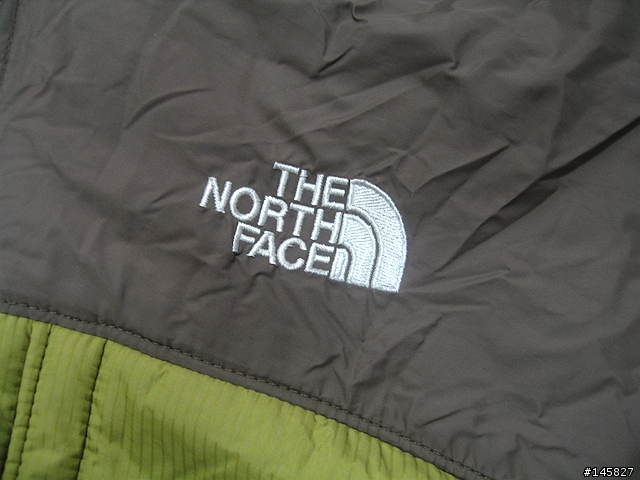 THE
NORTH
FACE
#145827